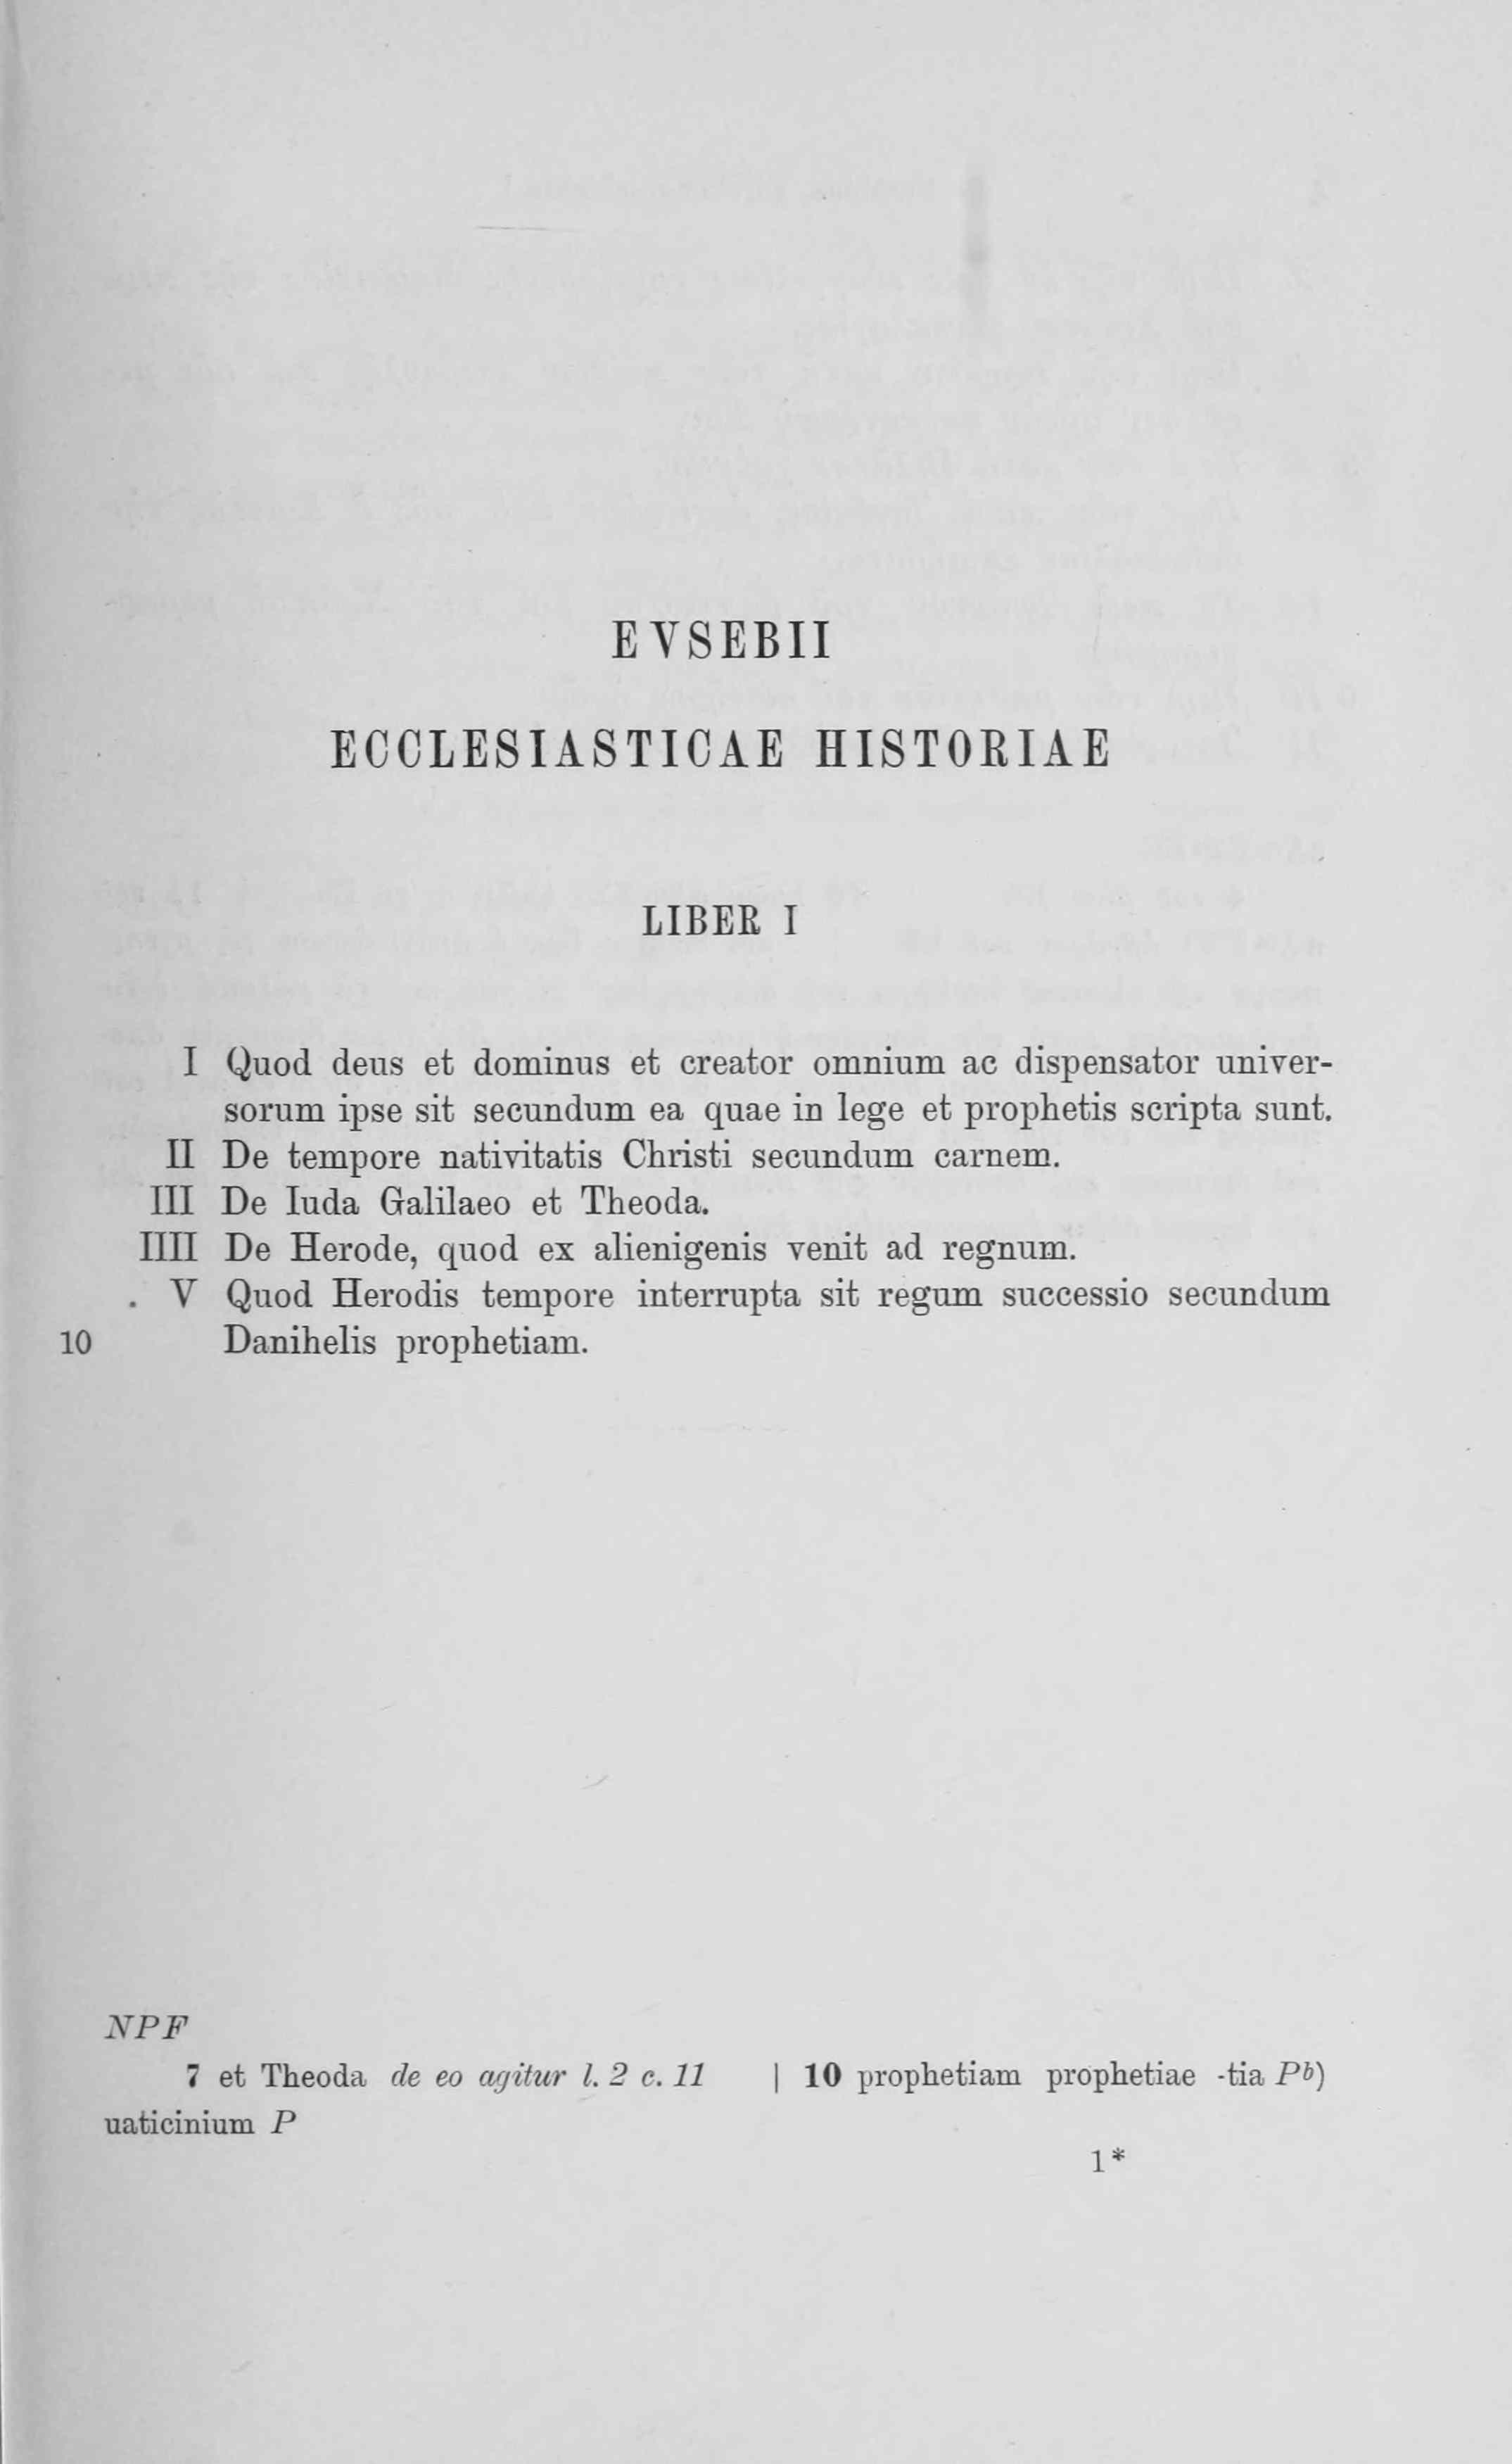 EVSEBII
ECCLESIASTICAE HISTORIAE
LIBER I
I Quod deus et dominus et creator omnium ac dispensator univer-
sorum ipse sit secundum ea quae in lege et prophetis scripta sunt.
II De tempore nativitatis Christi secundum carnem.
III De Iuda Galilaeo et Theoda.
IIII De Herode, quod ex alienigenis venit ad regnum.
V Quod Herodis tempore interrupta sit regum successio secundum
10 Danihelis prophetiam.
NPF
7 et Theoda de eo agitur l. 2 c. 11 | 10 prophetiam prophetiae -tia Pb)
uaticinium P
1*